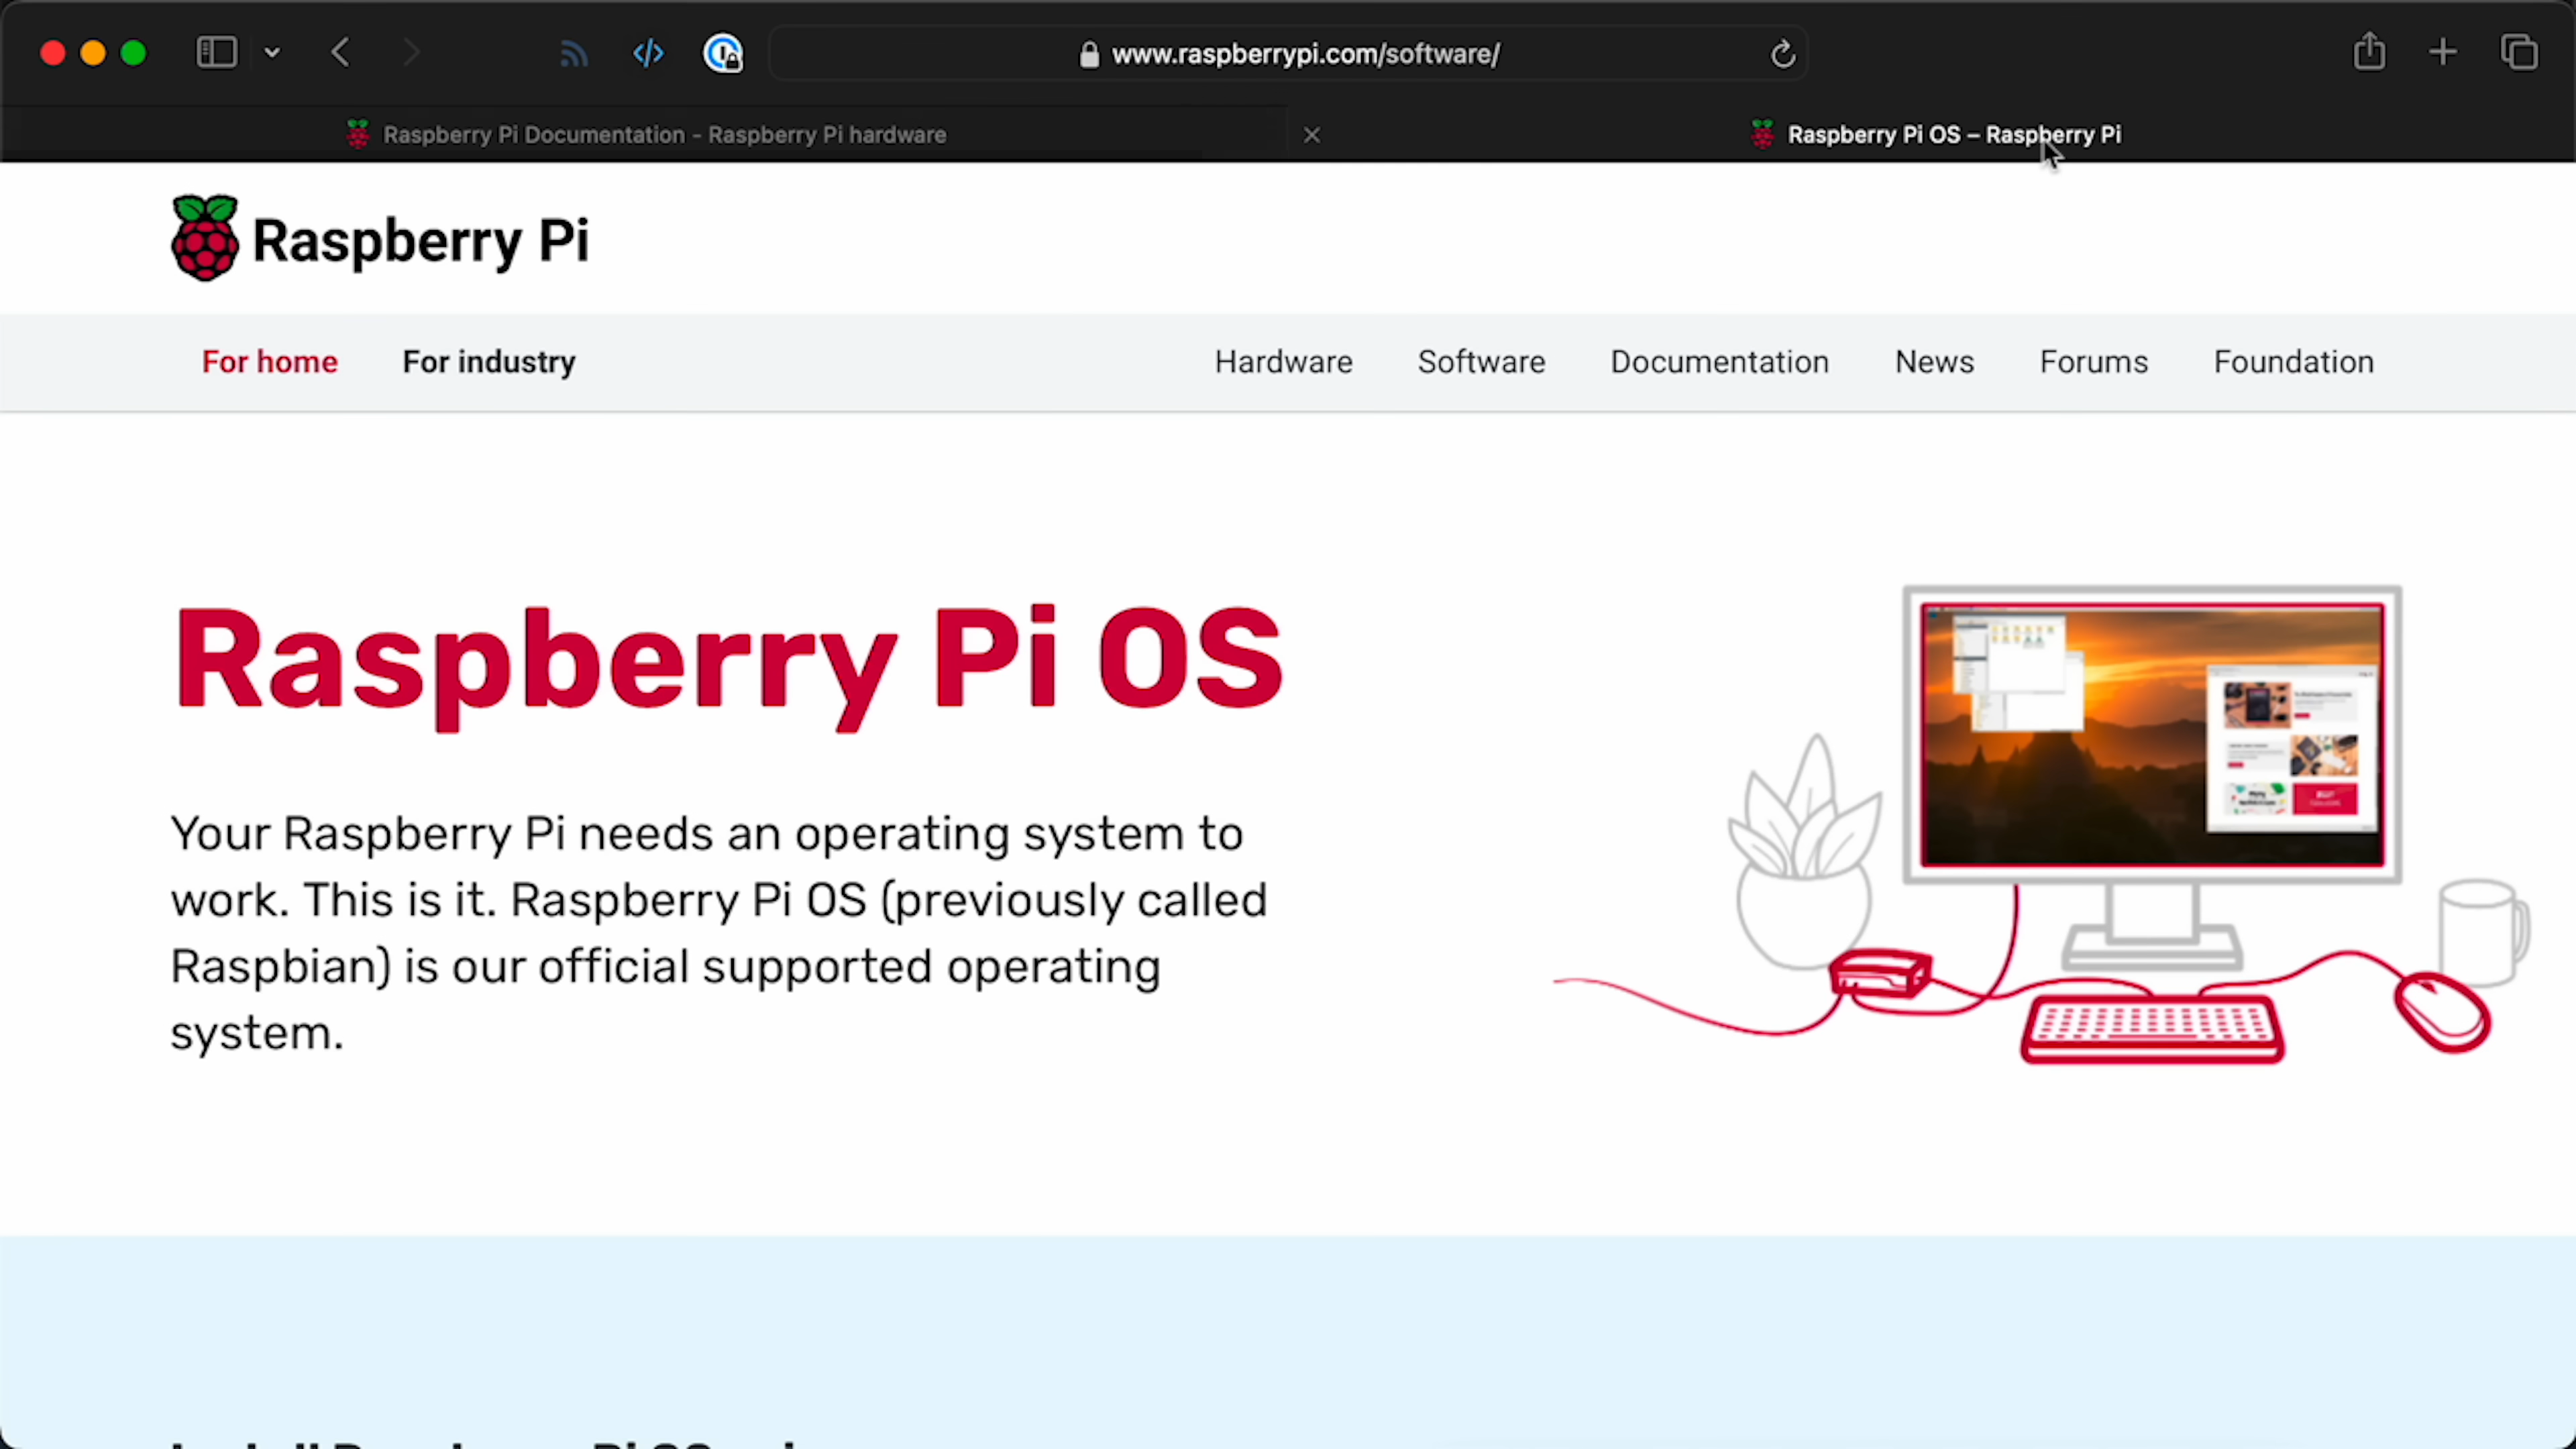 www.raspberrypi.com/software/
Raspberry Pi Documentation - Raspberry Pi hardware
Raspberry Pi OS – Raspberry Pi
Raspberry Pi
For home
For industry
Hardware
Software
Documentation
News
Forums
Foundation
Raspberry Pi OS
Your Raspberry Pi needs an operating system to
work. This is it. Raspberry Pi OS (previously called
Raspbian) is our official supported operating
system.